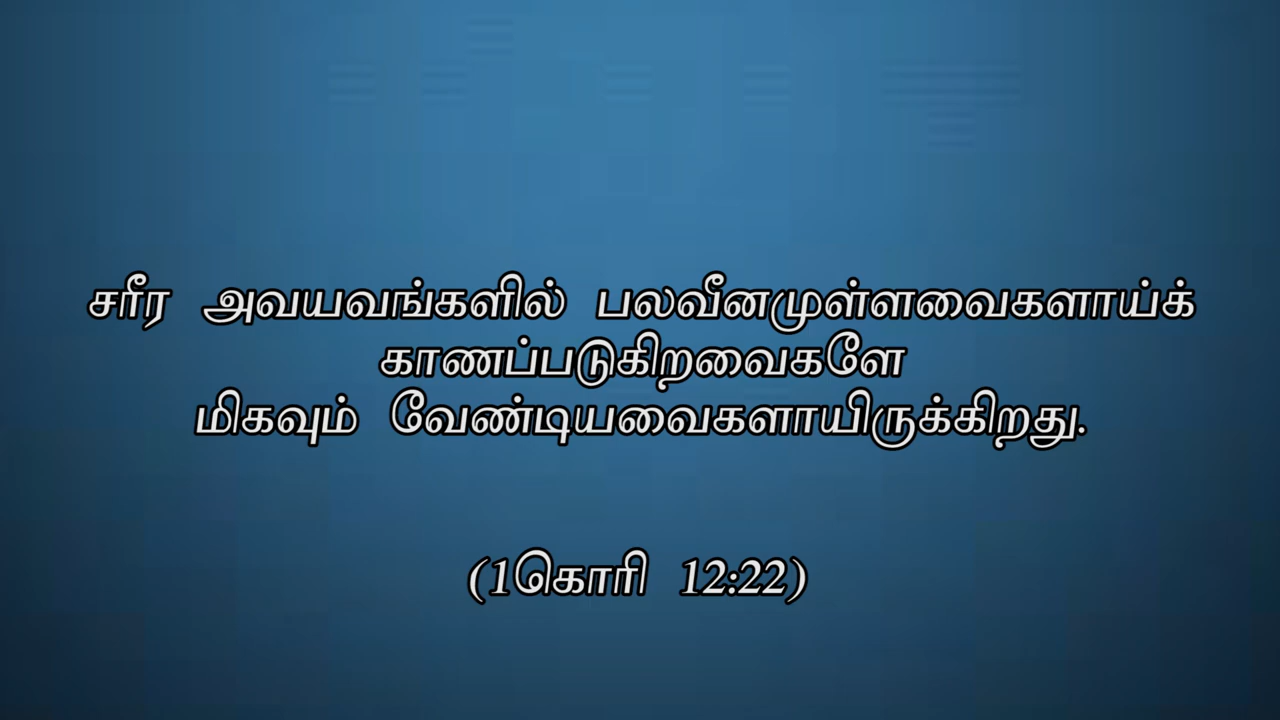 சரீர அவயவங்களில் பலவீனமுள்ளவைகளாய்க்
காணப்படுகிறவைகளே
மிகவும் வேண்டியவைகளாயிருக்கிறது.
(1கொரி 12:22)